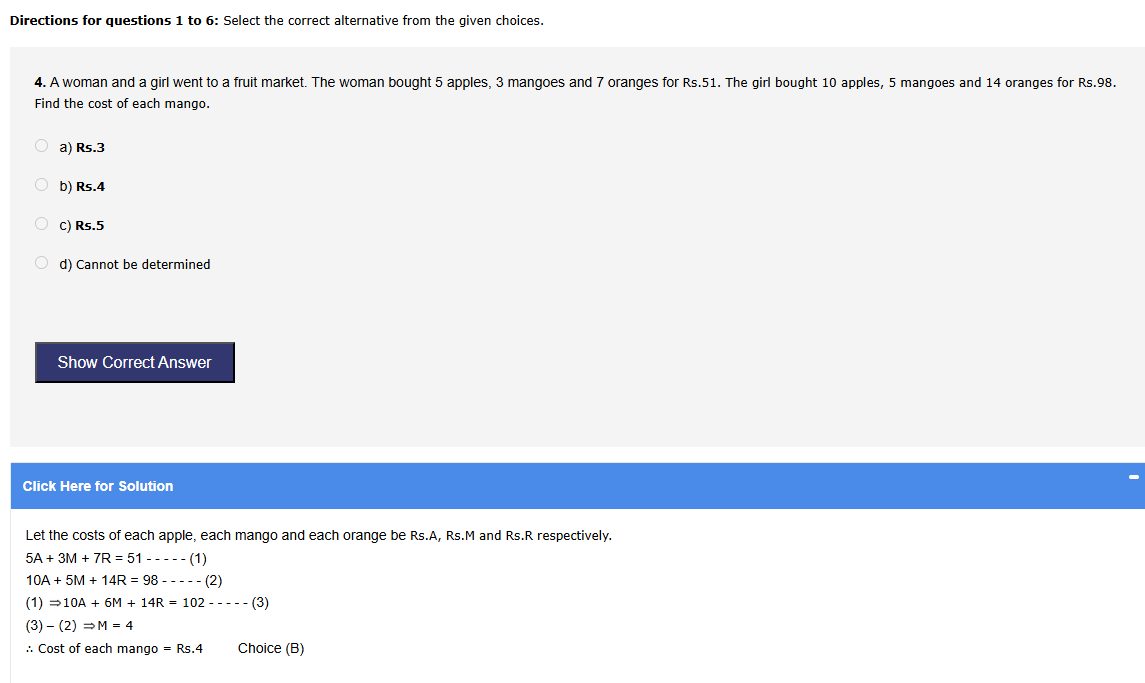 Directions for questions 1 to 6: Select the correct alternative from the given choices.
4. A woman and a girl went to a fruit market. The woman bought 5 apples, 3 mangoes and 7 oranges for Rs.51. The girl bought 10 apples, 5 mangoes and 14 oranges for Rs.98.
Find the cost of each mango.
a) Rs.3
b) Rs.4
c) Rs.5
d) Cannot be determined
Show Correct Answer
Click Here for Solution
Let the costs of each apple, each mango and each orange be Rs.A, Rs.M and Rs.R respectively.
5A + 3M + 7R = 51 - - - - - (1)
10A + 5M + 14R = 98 - - - - - (2)
(1) ⇒10A + 6M + 14R = 102 - - - - - (3)
(3) – (2) ⇒M = 4
∴ Cost of each mango = Rs.4 Choice (B)